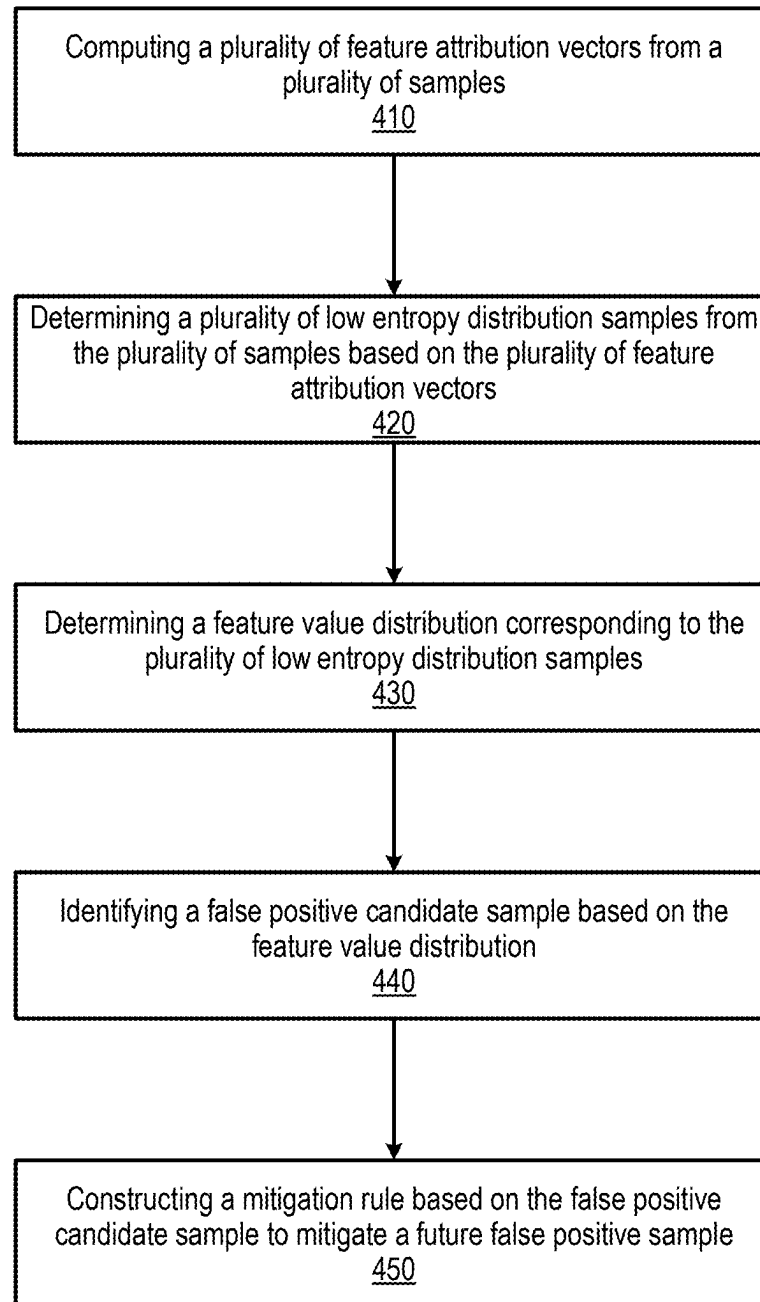 Computing a plurality of feature attribution vectors from a
plurality of samples
410
Determining a plurality of low entropy distribution samples from
the plurality of samples based on the plurality of feature
attribution vectors
420
Determining a feature value distribution corresponding to the
plurality of low entropy distribution samples
430
Identifying a false positive candidate sample based on the
feature value distribution
440
Constructing a mitigation rule based on the false positive
candidate sample to mitigate a future false positive sample
450